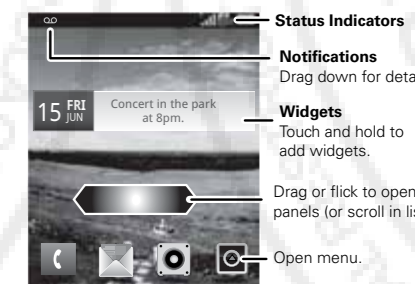 Status Indicators
Notifications
Drag down for deta
15 FRI JUN
Concert in the park
at 8pm.
Widgets
Touch and hold to
add widgets.
Drag or flick to open
panels (or scroll in lis
Open menu.